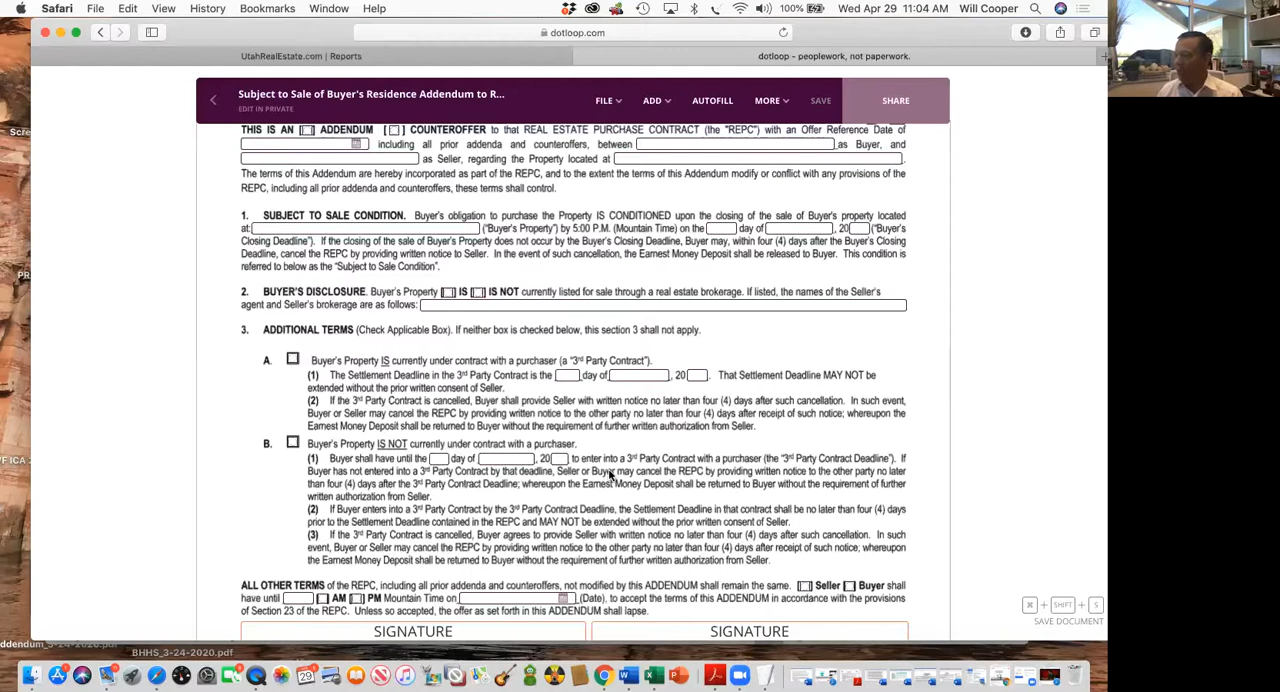 Safari File Edit View History Bookmarks Window Help 100% Wed Apr 29 11:04 AM Will Cooper
dotloop.com
UtahRealEstate.com | Reports dotloop - peoplework, not paperwork.
Subject to Sale of Buyer's Residence Addendum to R...
EDIT IN PRIVATE
FILE ADD AUTOFILL MORE SAVE SHARE
THIS IS AN ADDENDUM COUNTEROFFER to that REAL ESTATE PURCHASE CONTRACT (the "REPC") with an Offer Reference Date of
including all prior addenda and counteroffers, between as Buyer, and
as Seller, regarding the Property located at .
The terms of this Addendum are hereby incorporated as part of the REPC, and to the extent the terms of this Addendum modify or conflict with any provisions of the
REPC, including all prior addenda and counteroffers, these terms shall control.
1. SUBJECT TO SALE CONDITION. Buyer's obligation to purchase the Property IS CONDITIONED upon the closing of the sale of Buyer's property located
at: ("Buyer's Property") by 5:00 P.M. (Mountain Time) on the day of , 20 ("Buyer's
Closing Deadline"). If the closing of the sale of Buyer's Property does not occur by the Buyer's Closing Deadline, Buyer may, within four (4) days after the Buyer's Closing
Deadline, cancel the REPC by providing written notice to Seller. In the event of such cancellation, the Earnest Money Deposit shall be released to Buyer. This condition is
referred to below as the "Subject to Sale Condition".
2. BUYER'S DISCLOSURE. Buyer's Property IS IS NOT currently listed for sale through a real estate brokerage. If listed, the names of the Seller's
agent and Seller's brokerage are as follows:
3. ADDITIONAL TERMS (Check Applicable Box). If neither box is checked below, this section 3 shall not apply.
A. Buyer's Property IS currently under contract with a purchaser (a "3rd Party Contract").
(1) The Settlement Deadline in the 3rd Party Contract is the day of , 20 . That Settlement Deadline MAY NOT be
extended without the prior written consent of Seller.
(2) If the 3rd Party Contract is cancelled, Buyer shall provide Seller with written notice no later than four (4) days after such cancellation. In such event,
Buyer or Seller may cancel the REPC by providing written notice to the other party no later than four (4) days after receipt of such notice; whereupon the
Earnest Money Deposit shall be returned to Buyer without the requirement of further written authorization from Seller.
B. Buyer's Property IS NOT currently under contract with a purchaser.
(1) Buyer shall have until the day of , 20 to enter into a 3rd Party Contract with a purchaser (the "3rd Party Contract Deadline"). If
Buyer has not entered into a 3rd Party Contract by that deadline, Seller or Buyer may cancel the REPC by providing written notice to the other party no later
than four (4) days after the 3rd Party Contract Deadline; whereupon the Earnest Money Deposit shall be returned to Buyer without the requirement of further
written authorization from Seller.
(2) If Buyer enters into a 3rd Party Contract by the 3rd Party Contract Deadline, the Settlement Deadline in that contract shall be no later than four (4) days
prior to the Settlement Deadline contained in the REPC and MAY NOT be extended without the prior written consent of Seller.
(3) If the 3rd Party Contract is cancelled, Buyer agrees to provide Seller with written notice no later than four (4) days after such cancellation. In such
event, Buyer or Seller may cancel the REPC by providing written notice to the other party no later than four (4) days after receipt of such notice; whereupon
the Earnest Money Deposit shall be returned to Buyer without the requirement of further written authorization from Seller.
ALL OTHER TERMS of the REPC, including all prior addenda and counteroffers, not modified by this ADDENDUM shall remain the same. Seller Buyer shall
have until AM PM Mountain Time on (Date), to accept the terms of this ADDENDUM in accordance with the provisions
of Section 23 of the REPC. Unless so accepted, the offer as set forth in this ADDENDUM shall lapse.
SIGNATURE SIGNATURE
⌘ + SHIFT + S
SAVE DOCUMENT
BHHS_3-24-2020.pdf